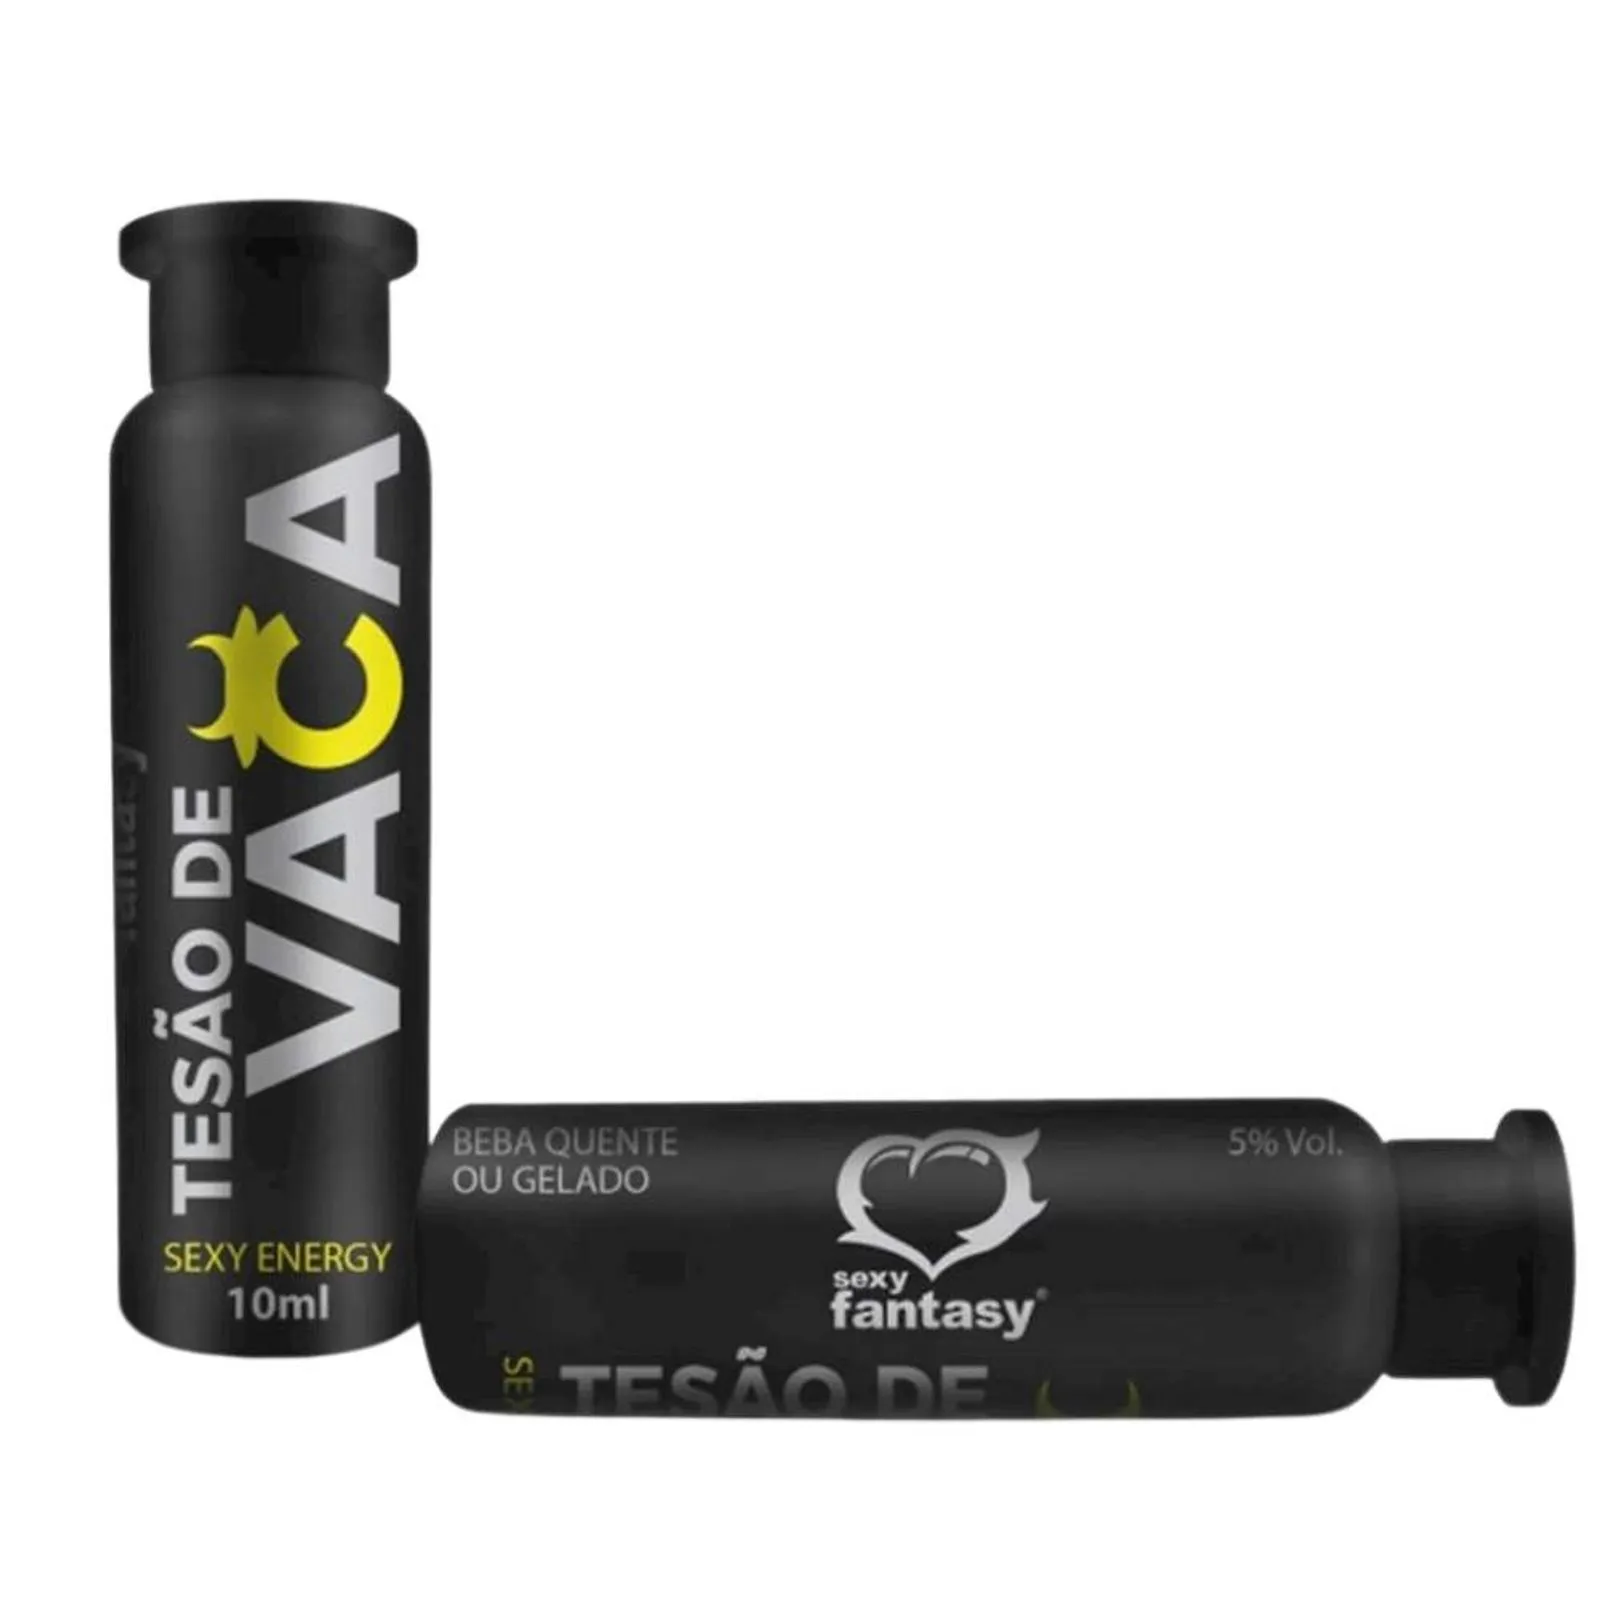 TESÃO DE
VACA
SEXY ENERGY
10ml
BEBA QUENTE
OU GELADO
sexy
fantasy®
5% Vol.
TESÃO DE